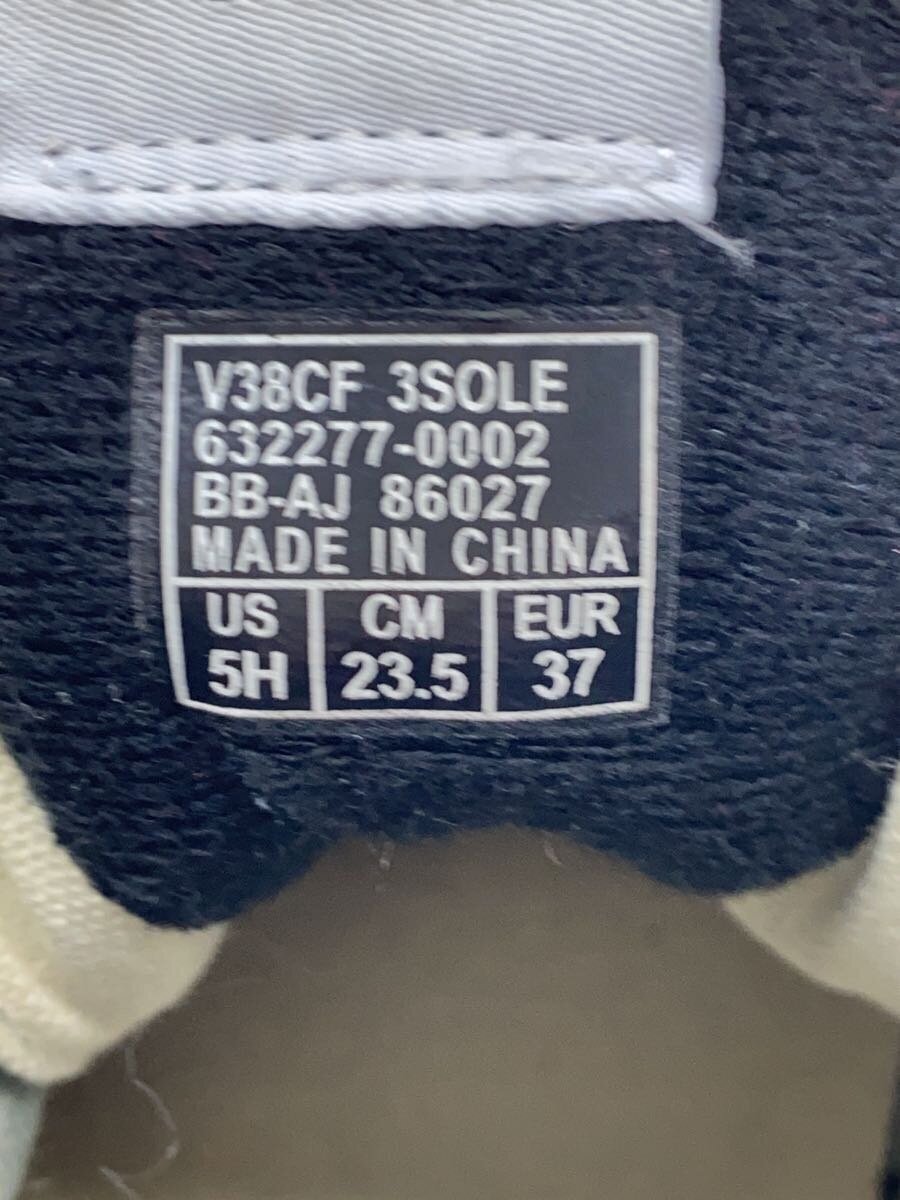 V38CF 3SOLE
632277-0002
BB-AJ 86027
MADE IN CHINA
US CM EUR
5H 23.5 37